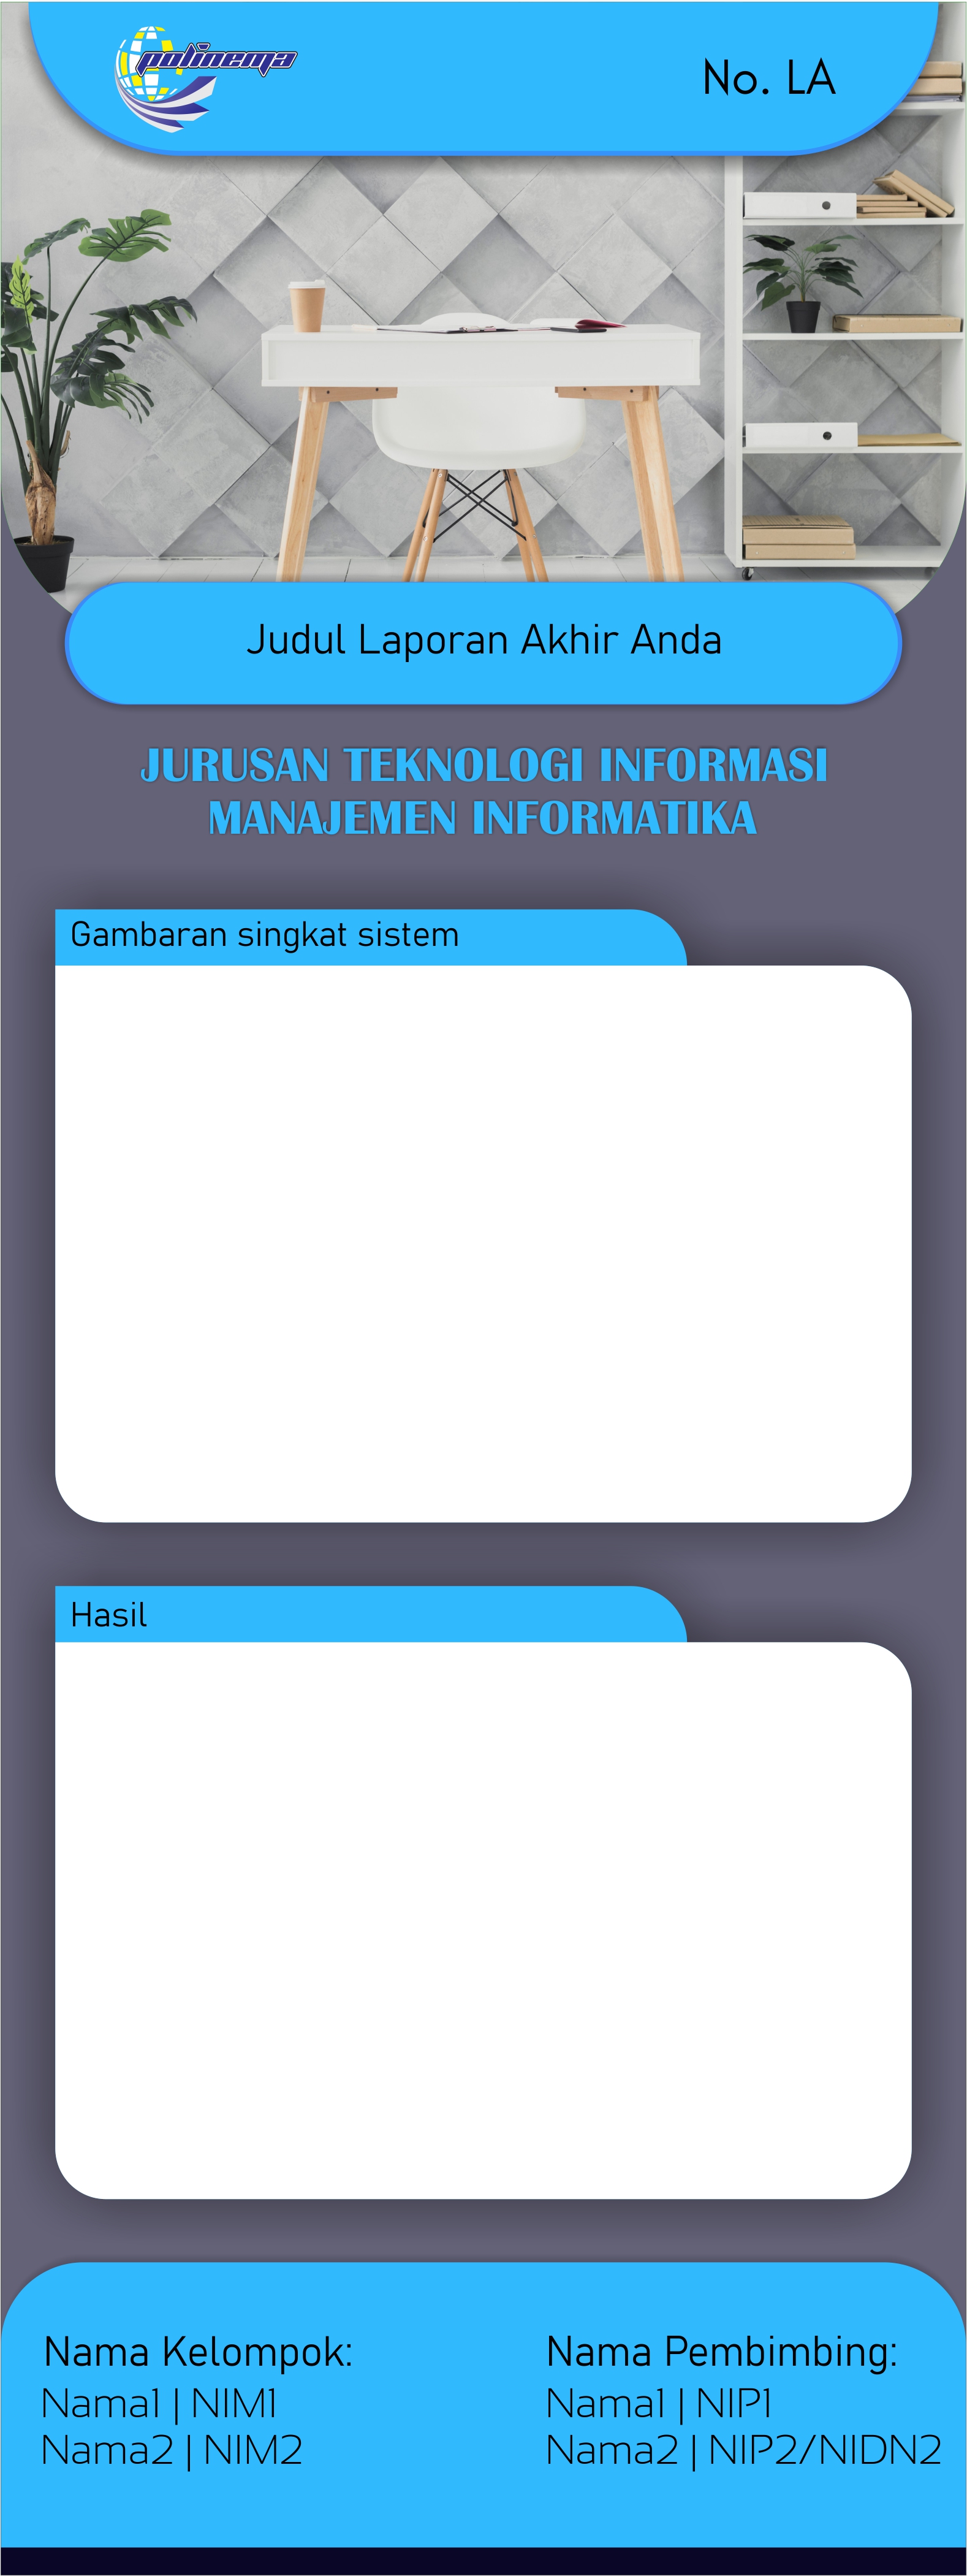 polinema
No. LA
Judul Laporan Akhir Anda
JURUSAN TEKNOLOGI INFORMASI
MANAJEMEN INFORMATIKA
Gambaran singkat sistem
Hasil
Nama Kelompok:
Nama1 | NIM1
Nama2 | NIM2
Nama Pembimbing:
Nama1 | NIP1
Nama2 | NIP2/NIDN2